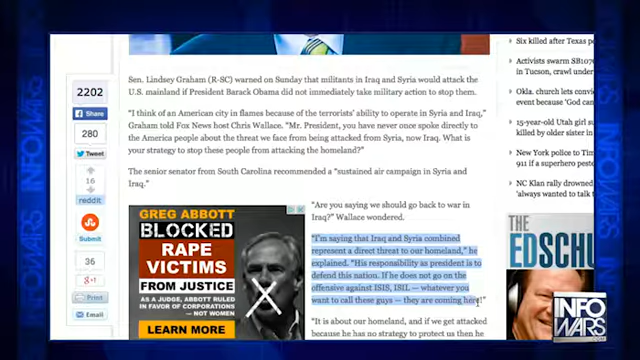 INFOWARS
2202
Share
280
Tweet
16
reddit
Submit
36
g+1
Print
Email
Sen. Lindsey Graham (R-SC) warned on Sunday that militants in Iraq and Syria would attack the
U.S. mainland if President Barack Obama did not immediately take military action to stop them.
“I think of an American city in flames because of the terrorists’ ability to operate in Syria and Iraq,”
Graham told Fox News host Chris Wallace. “Mr. President, you have never once spoke directly to
the America people about the threat we face from being attacked from Syria, now Iraq. What is
your strategy to stop these people from attacking the homeland?”
The senior senator from South Carolina recommended a “sustained air campaign in Syria and
Iraq.”
GREG ABBOTT
BLOCKED
RAPE
VICTIMS
FROM JUSTICE
AS A JUDGE, ABBOTT RULED
IN FAVOR OF CORPORATIONS
— NOT WOMEN
LEARN MORE
“Are you saying we should go back to war in
Iraq?” Wallace wondered.
“I’m saying that Iraq and Syria combined
represent a direct threat to our homeland,” he
explained. “His responsibility as president is to
defend this nation. If he does not go on the
offensive against ISIS, ISIL — whatever you
want to call these guys — they are coming here!”
“It is about our homeland, and if we get attacked
because he has no strategy to protect us then he
Six killed after Texas
Activists swarm
in Tucson, crawl under
Okla. church lets
event because ‘God
15-year-old Utah girl
killed by older sister in
New York police to
911 if a superhero
NC Klan rally drowned
‘always wanted to talk
THE
ED
INFO
WARS
.COM